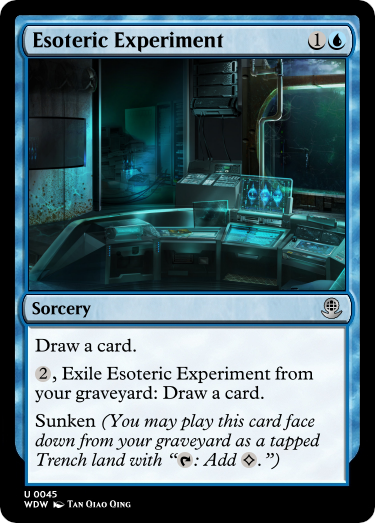 Esoteric Experiment 1
Sorcery
Draw a card.
2, Exile Esoteric Experiment from
your graveyard: Draw a card.
Sunken (You may play this card face
down from your graveyard as a tapped
Trench land with “: Add .”)
U 0045
WDW Tan Qiao Qing